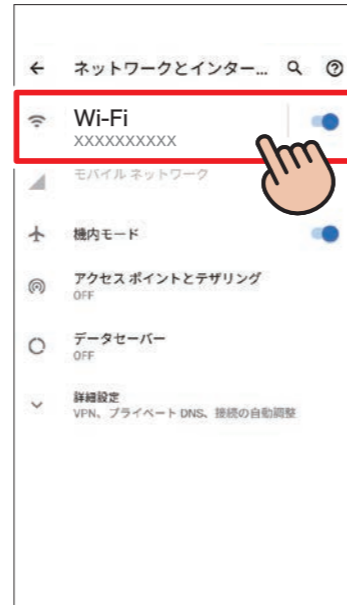 ネットワークとインター...
Wi-Fi
XXXXXXXXXX
モバイル ネットワーク
機内モード
アクセス ポイントとテザリング
OFF
データセーバー
OFF
詳細設定
VPN、プライベート DNS、接続の自動調整